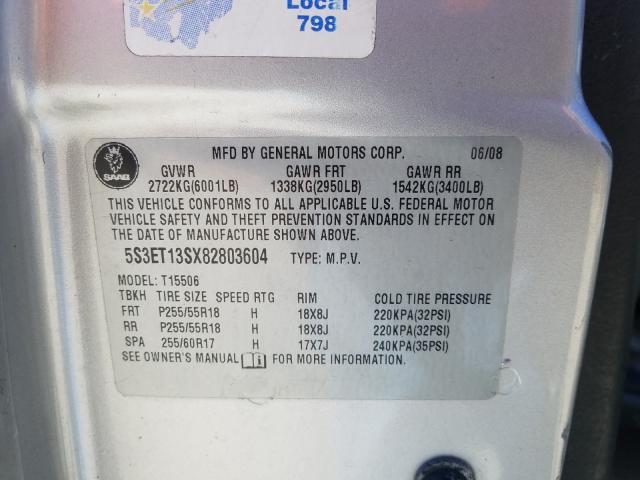 Local
798
MFD BY GENERAL MOTORS CORP. 06/08
SAAB
GVWR GAWR FRT GAWR RR
2722KG(6001LB) 1338KG(2950LB) 1542KG(3400LB)
THIS VEHICLE CONFORMS TO ALL APPLICABLE U.S. FEDERAL MOTOR
VEHICLE SAFETY AND THEFT PREVENTION STANDARDS IN EFFECT ON
THE DATE OF MANUFACTURE SHOWN ABOVE.
5S3ET13SX82803604 TYPE: M.P.V.
MODEL: T15506
TBKH TIRE SIZE SPEED RTG RIM COLD TIRE PRESSURE
FRT P255/55R18 H 18X8J 220KPA(32PSI)
RR P255/55R18 H 18X8J 220KPA(32PSI)
SPA 255/60R17 H 17X7J 240KPA(35PSI)
SEE OWNER'S MANUAL FOR MORE INFORMATION.